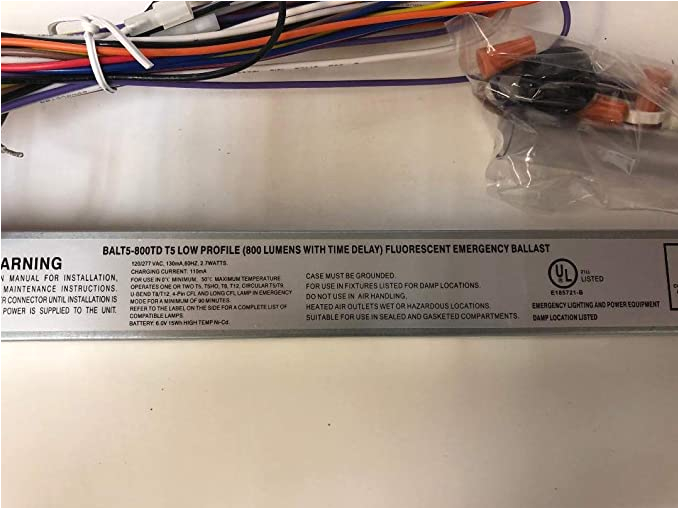 BALT5-800TD T5 LOW PROFILE (800 LUMENS WITH TIME DELAY) FLUORESCENT EMERGENCY BALLAST
ARNING
N MANUAL FOR INSTALLATION,
MAINTENANCE INSTRUCTIONS.
R CONNECTOR UNTIL INSTALLATION IS
POWER IS SUPPLIED TO THE UNIT.
120/277 VAC, 130mA,60HZ, 2.7WATTS.
CHARGING CURRENT: 110mA
FOR USE IN 0°C MINIMUM, 50°C MAXIMUM TEMPERATURE
OPERATES ONE OR TWO T5, T5HO, T8, T12, CIRCULAR T5/T9,
U-BEND T8/T12, 4-Pin CFL AND LONG CFL LAMP IN EMERGENCY
MODE FOR A MINIMUM OF 90 MINUTES.
REFER TO THE LABEL ON THE SIDE FOR A COMPLETE LIST OF
COMPATIBLE LAMPS.
BATTERY: 6.0V 15Wh HIGH TEMP Ni-Cd.
CASE MUST BE GROUNDED.
FOR USE IN FIXTURES LISTED FOR DAMP LOCATIONS.
DO NOT USE IN AIR HANDLING,
HEATED AIR OUTLETS WET OR HAZARDOUS LOCATIONS.
SUITABLE FOR USE IN SEALED AND GASKETED COMPARTMENTS.
UL
LISTED
E185721-B
EMERGENCY LIGHTING AND POWER EQUIPMENT
DAMP LOCATION LISTED